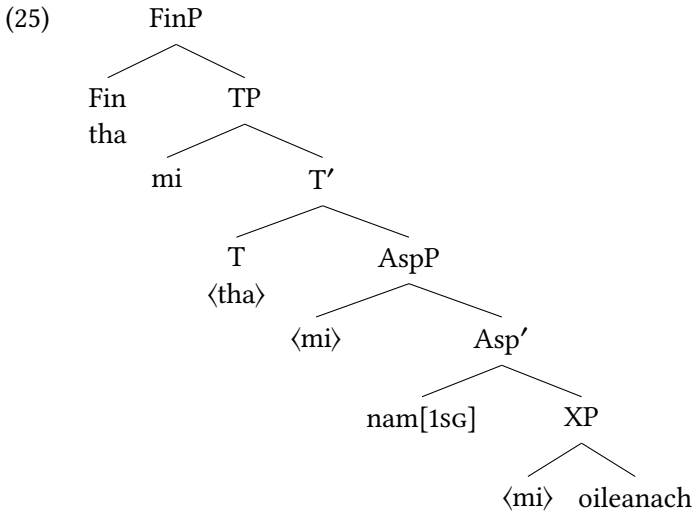 (25) FinP
Fin TP
tha
mi T′
T AspP
⟨tha⟩
⟨mi⟩ Asp′
nam[1SG] XP
⟨mi⟩ oileanach